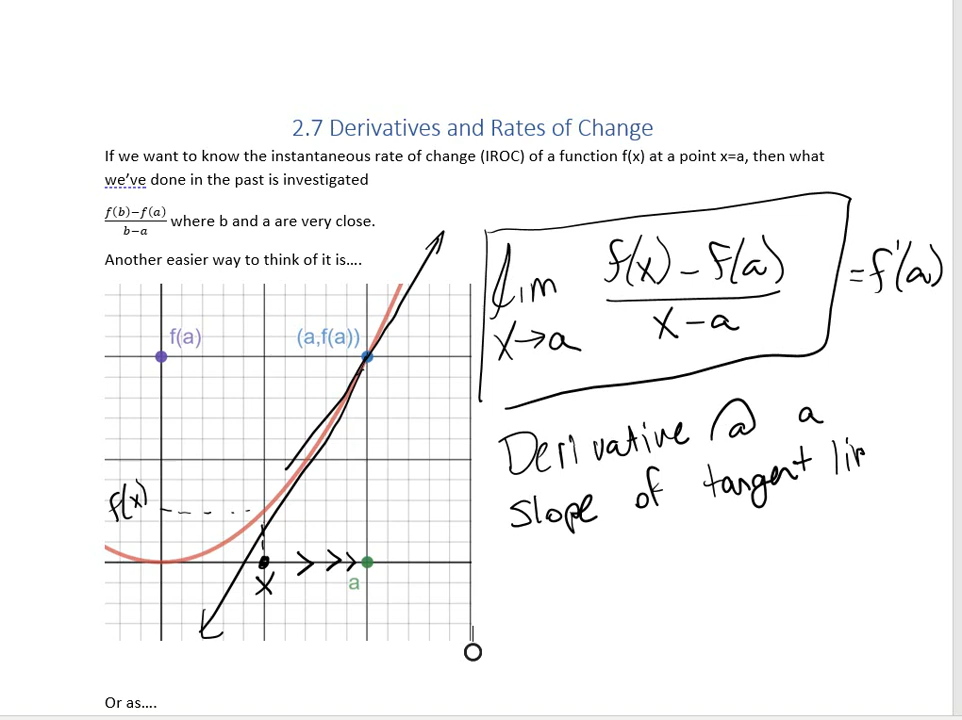 2.7 Derivatives and Rates of Change
If we want to know the instantaneous rate of change (IROC) of a function f(x) at a point x=a, then what
we've done in the past is investigated
f(b)−f(a)
b−a
where b and a are very close.
Another easier way to think of it is....
lim f(x) - f(a) = f'(a)
x→a x-a
f(a) (a,f(a))
Derivative @ a
slope of tangent lin
f(x)
x
a
Or as....